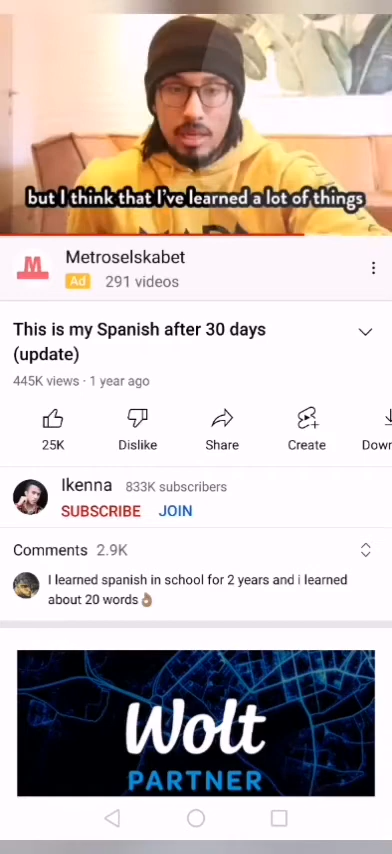 but I think that I've learned a lot of things
Metroselskabet
Ad 291 videos
This is my Spanish after 30 days
(update)
445K views · 1 year ago
25K Dislike Share Create Down
Ikenna 833K subscribers
SUBSCRIBE JOIN
Comments 2.9K
I learned spanish in school for 2 years and i learned
about 20 words👌🏽
Wolt
PARTNER